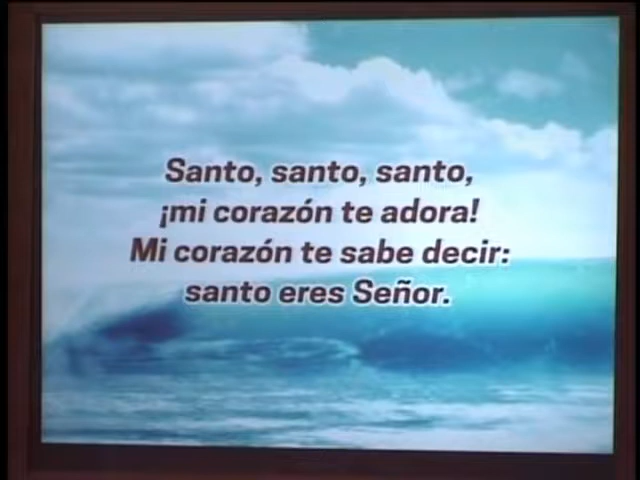 Santo, santo, santo,
¡mi corazón te adora!
Mi corazón te sabe decir:
santo eres Señor.